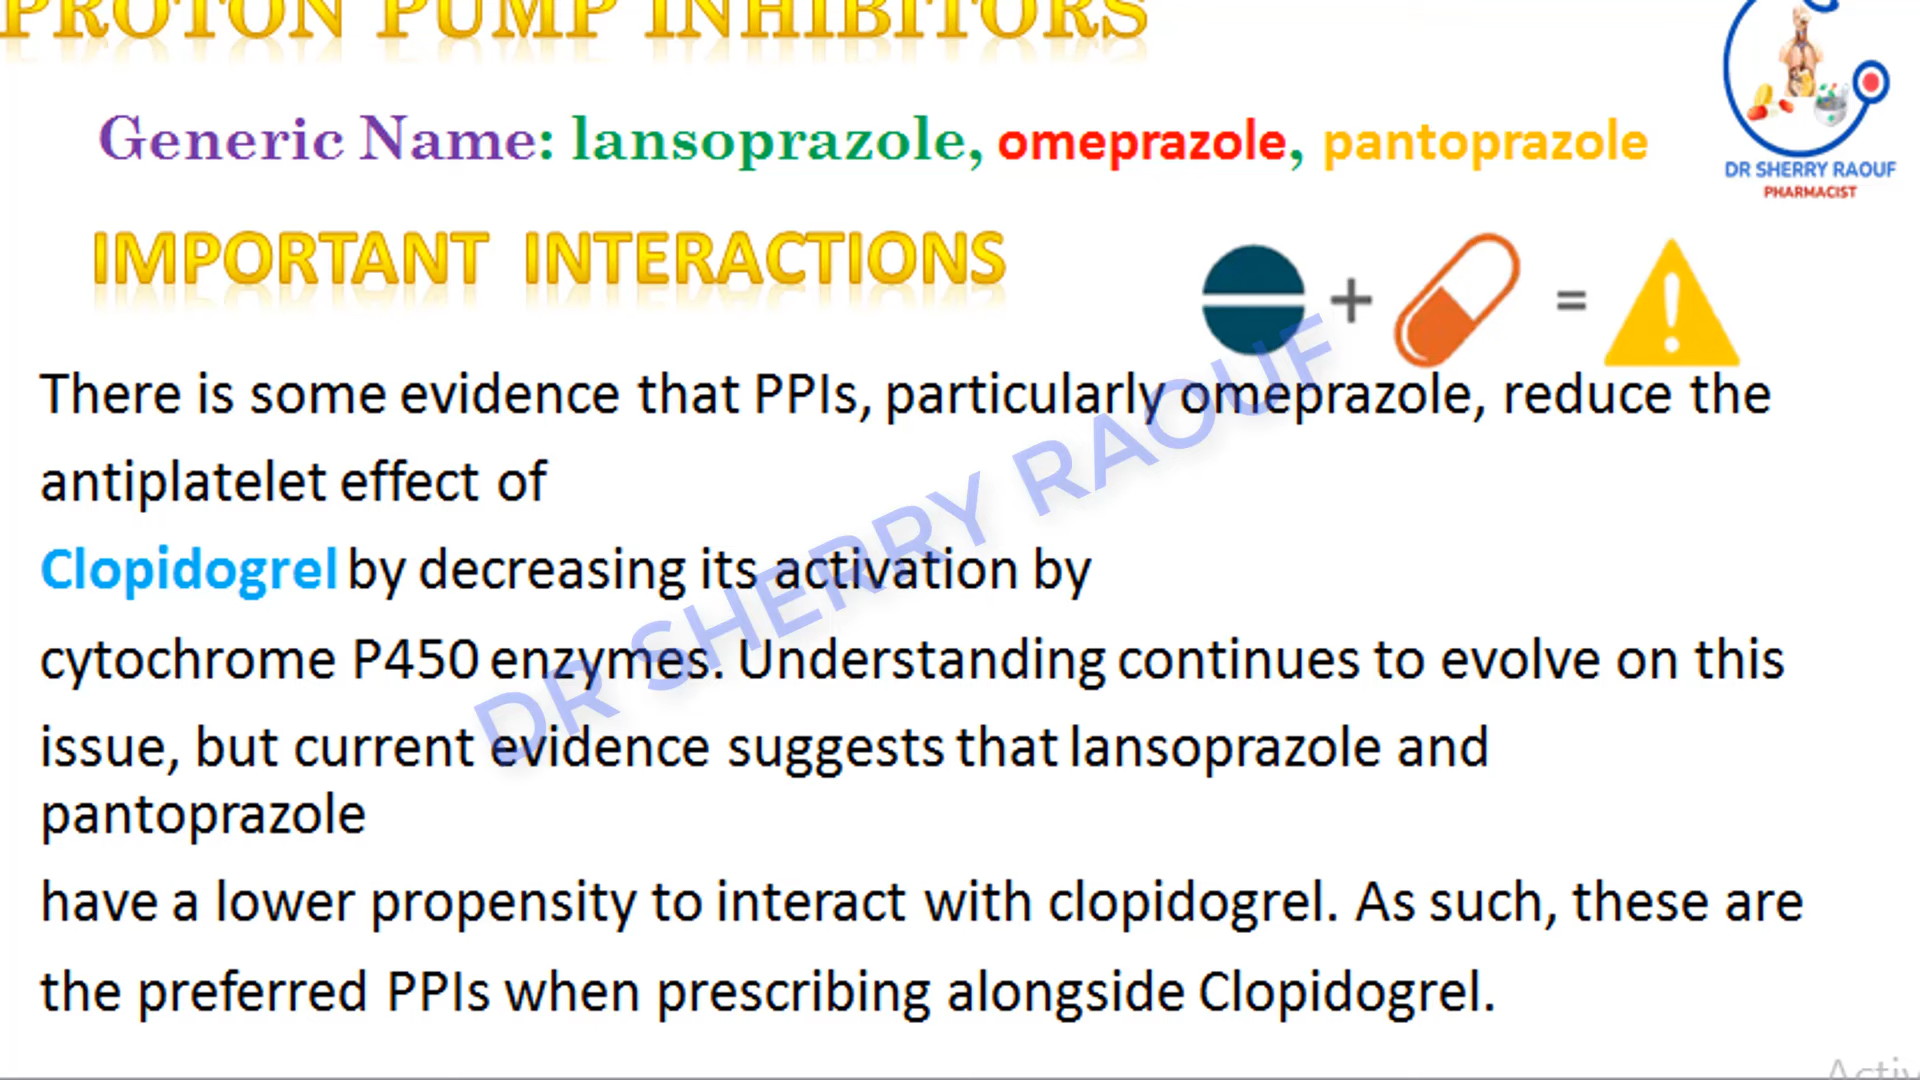 PROTON PUMP INHIBITORS
Generic Name: lansoprazole, omeprazole, pantoprazole
DR SHERRY RAOUF
PHARMACIST
IMPORTANT INTERACTIONS
There is some evidence that PPIs, particularly omeprazole, reduce the
antiplatelet effect of
Clopidogrel by decreasing its activation by
cytochrome P450 enzymes. Understanding continues to evolve on this
issue, but current evidence suggests that lansoprazole and
pantoprazole
have a lower propensity to interact with clopidogrel. As such, these are
the preferred PPIs when prescribing alongside Clopidogrel.
DR SHERRY RAOUF